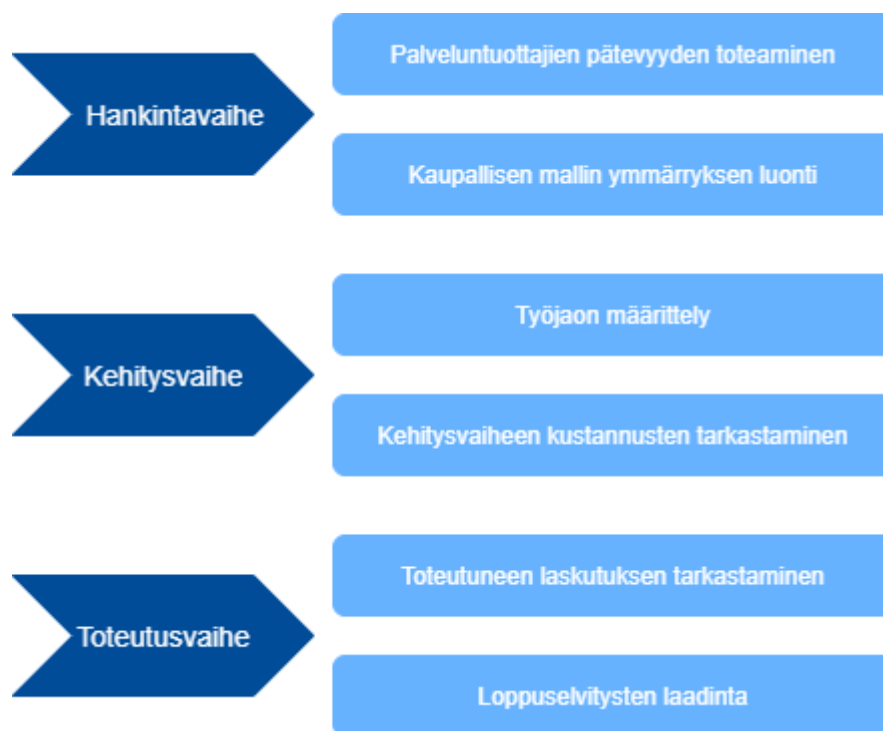 Hankintavaihe
Palveluntuottajien pätevyyden toteaminen
Kaupallisen mallin ymmärryksen luonti
Kehitysvaihe
Työjaon määrittely
Kehitysvaiheen kustannusten tarkastaminen
Toteutusvaihe
Toteutuneen laskutuksen tarkastaminen
Loppuselvitysten laadinta